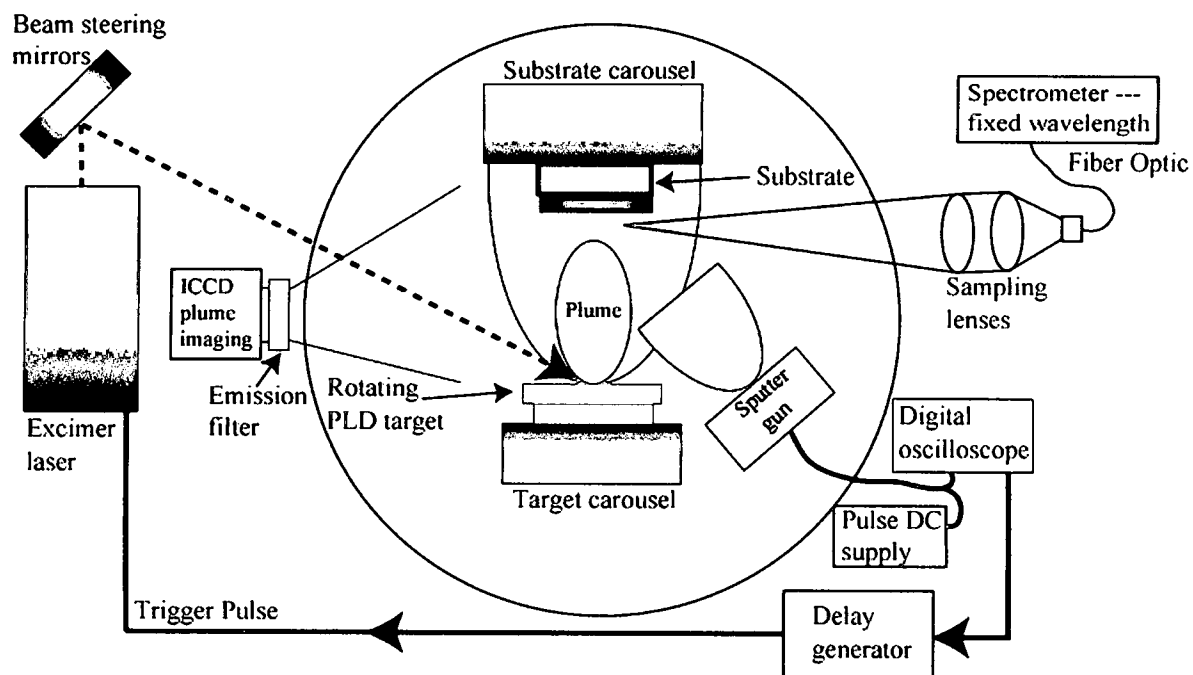 Beam steering
mirrors
Substrate carousel
Spectrometer ---
fixed wavelength
Fiber Optic
Substrate
Sampling
lenses
ICCD
plume
imaging
Plume
Emission
filter
Rotating
PLD target
Sputter
gun
Excimer
laser
Target carousel
Digital
oscilloscope
Pulse DC
supply
Trigger Pulse
Delay
generator